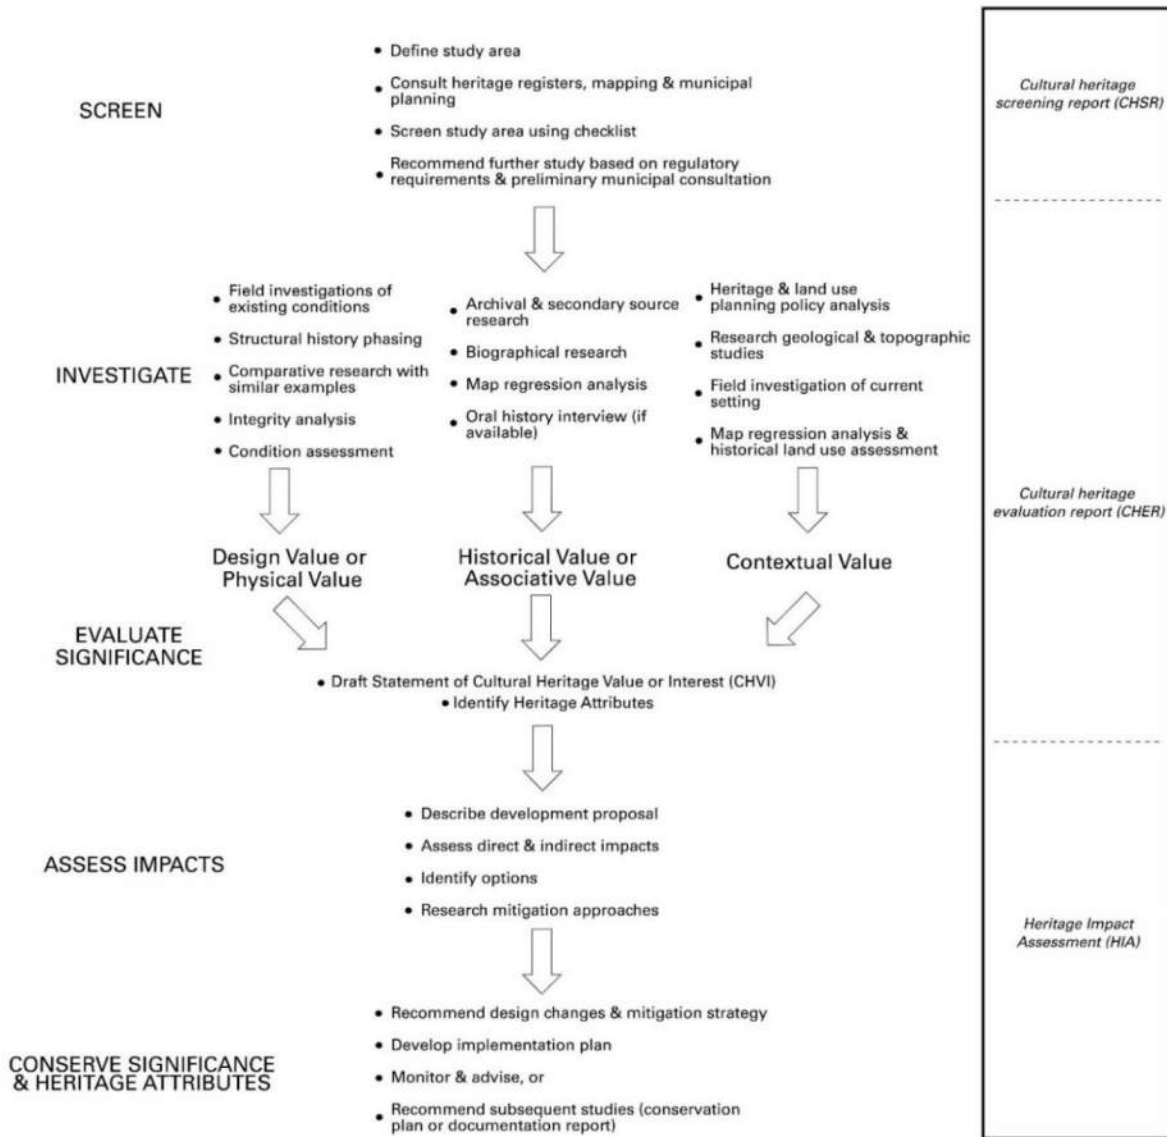 SCREEN
• Define study area
• Consult heritage registers, mapping & municipal
planning
• Screen study area using checklist
• Recommend further study based on regulatory
requirements & preliminary municipal consultation
Cultural heritage
screening report (CHSR)
INVESTIGATE
• Field investigations of
existing conditions
• Structural history phasing
• Comparative research with
similar examples
• Integrity analysis
• Condition assessment
• Archival & secondary source
research
• Biographical research
• Map regression analysis
• Oral history interview (if
available)
• Heritage & land use
planning policy analysis
• Research geological & topographic
studies
• Field investigation of current
setting
• Map regression analysis &
historical land use assessment
Cultural heritage
evaluation report (CHER)
Design Value or
Physical Value
Historical Value or
Associative Value
Contextual Value
EVALUATE
SIGNIFICANCE
• Draft Statement of Cultural Heritage Value or Interest (CHVI)
• Identify Heritage Attributes
ASSESS IMPACTS
• Describe development proposal
• Assess direct & indirect impacts
• Identify options
• Research mitigation approaches
Heritage Impact
Assessment (HIA)
CONSERVE SIGNIFICANCE
& HERITAGE ATTRIBUTES
• Recommend design changes & mitigation strategy
• Develop implementation plan
• Monitor & advise, or
• Recommend subsequent studies (conservation
plan or documentation report)